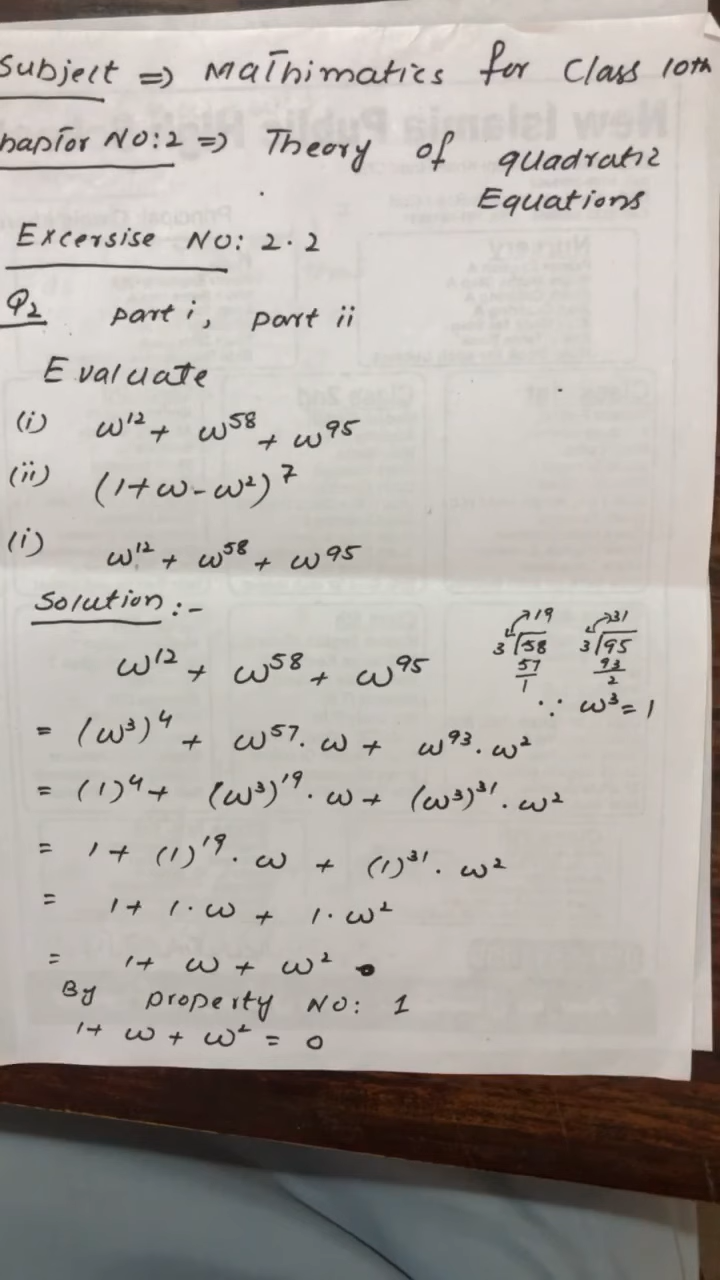 Subject => Mathimatics for Class 10th
haptor No:2 => Theory of quadratic
Equations
Excersise No: 2.2
Q2 part i, part ii
Evaluate
(i) ω¹² + ω⁵⁸ + ω⁹⁵
(ii) (1+ω-ω²)⁷
(i) ω¹² + ω⁵⁸ + ω⁹⁵
Solution :-
ω¹² + ω⁵⁸ + ω⁹⁵
19
3 58
57
1
31
3 95
93
2
∵ ω³ = 1
= (ω³)⁴ + ω⁵⁷. ω + ω⁹³. ω²
= (1)⁴ + (ω³)¹⁹. ω + (ω³)³¹. ω²
= 1 + (1)¹⁹. ω + (1)³¹. ω²
= 1 + 1. ω + 1. ω²
= 1 + ω + ω²
By property No: 1
1 + ω + ω² = 0